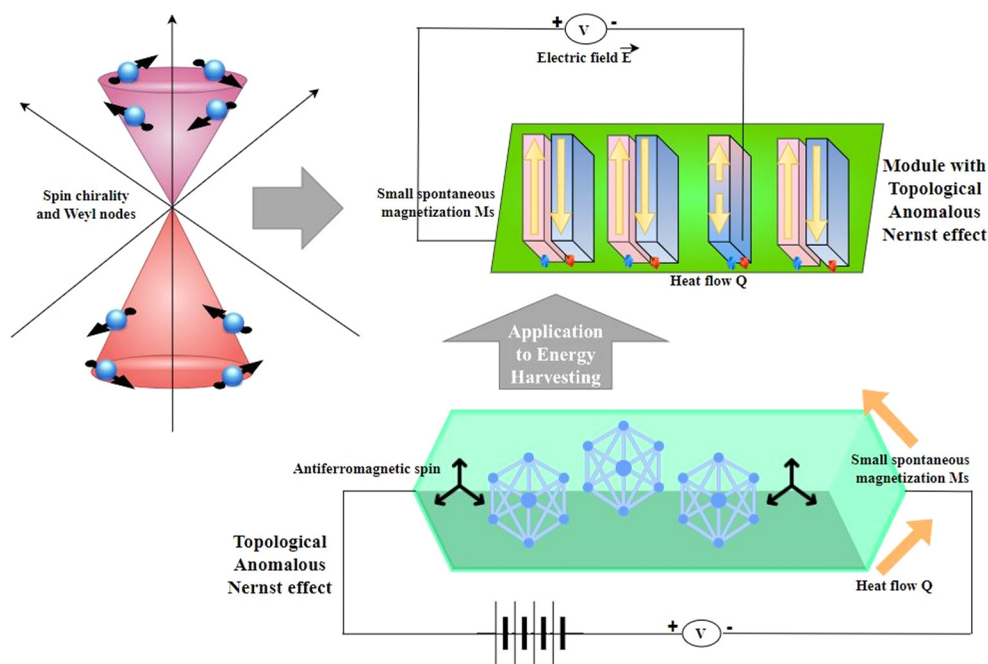 + V -
Electric field E
Spin chirality
and Weyl nodes
Small spontaneous
magnetization Ms
Module with
Topological
Anomalous
Nernst effect
Heat flow Q
Application
to Energy
Harvesting
Antiferromagnetic spin
Small spontaneous
magnetization Ms
Topological
Anomalous
Nernst effect
Heat flow Q
+ V -